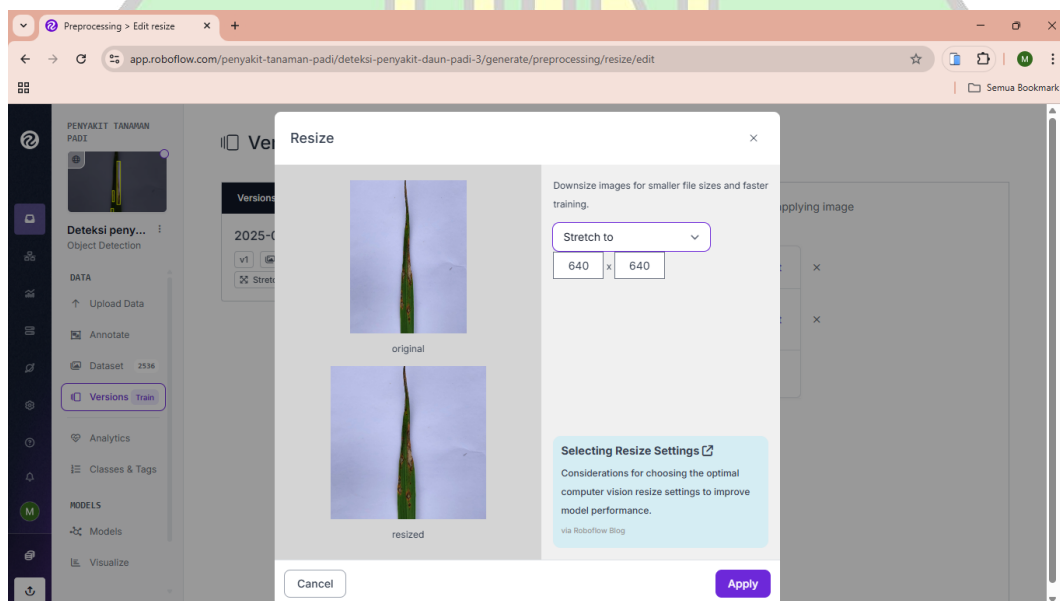 Preprocessing > Edit resize
app.roboflow.com/penyakit-tanaman-padi/deteksi-penyakit-daun-padi-3/generate/preprocessing/resize/edit
M
Semua Bookmark
PENYAKIT TANAMAN
PADI
Deteksi peny...
Object Detection
DATA
Upload Data
Annotate
Dataset 2536
Versions Train
Analytics
Classes & Tags
MODELS
Models
Visualize
M
Ver
Versions
2025-0
v1
Stret
Resize
original
resized
Downsize images for smaller file sizes and faster
training.
Stretch to
640 x 640
Selecting Resize Settings
Considerations for choosing the optimal
computer vision resize settings to improve
model performance.
via Roboflow Blog
Cancel
Apply
pplying image